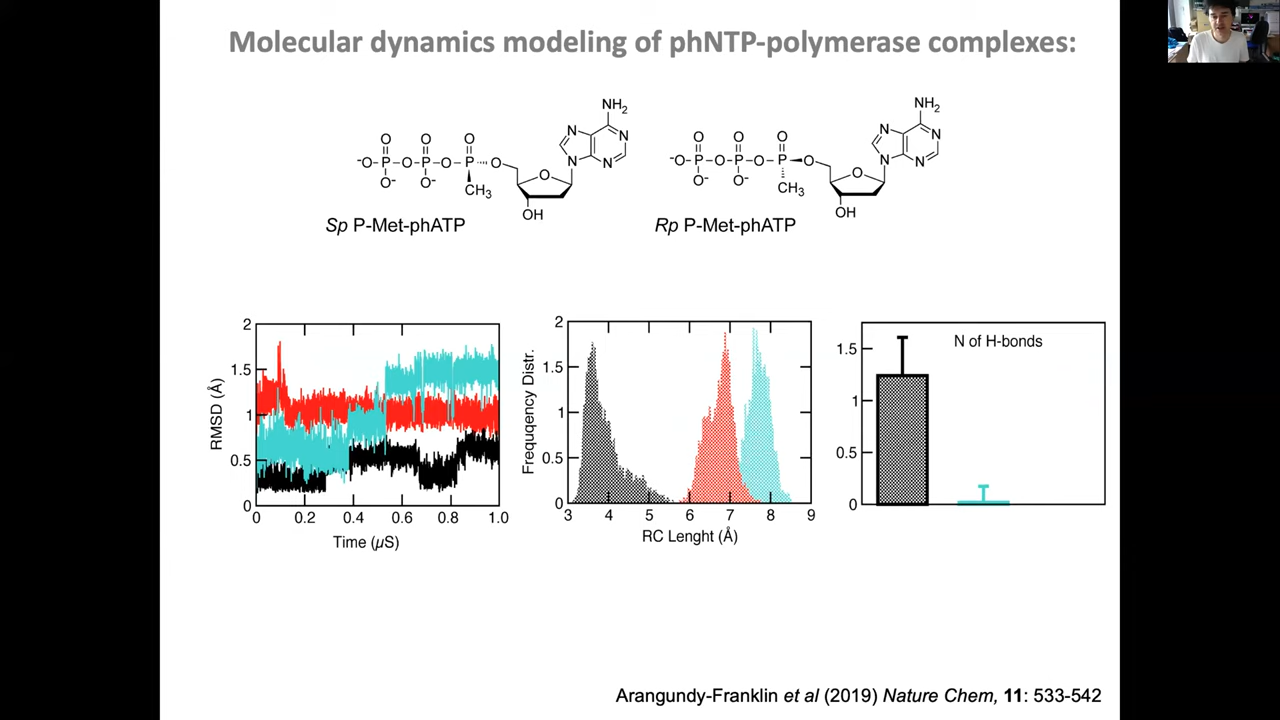 Molecular dynamics modeling of phNTP-polymerase complexes:
NH2 NH2
O O O N N O O O N N
-O P O P O P O N N -O P O P O P O N N
O- O- CH3 O O- O- CH3 O
OH OH
Sp P-Met-phATP Rp P-Met-phATP
RMSD (Å)
2
1.5
1
0.5
0
0 0.2 0.4 0.6 0.8 1.0
Time (µS)
Frequqency Distr.
2
1.5
1
0.5
0
3 4 5 6 7 8 9
RC Lenght (Å)
N of H-bonds
1.5
1
0.5
0
Arangundy-Franklin et al (2019) Nature Chem, 11: 533-542